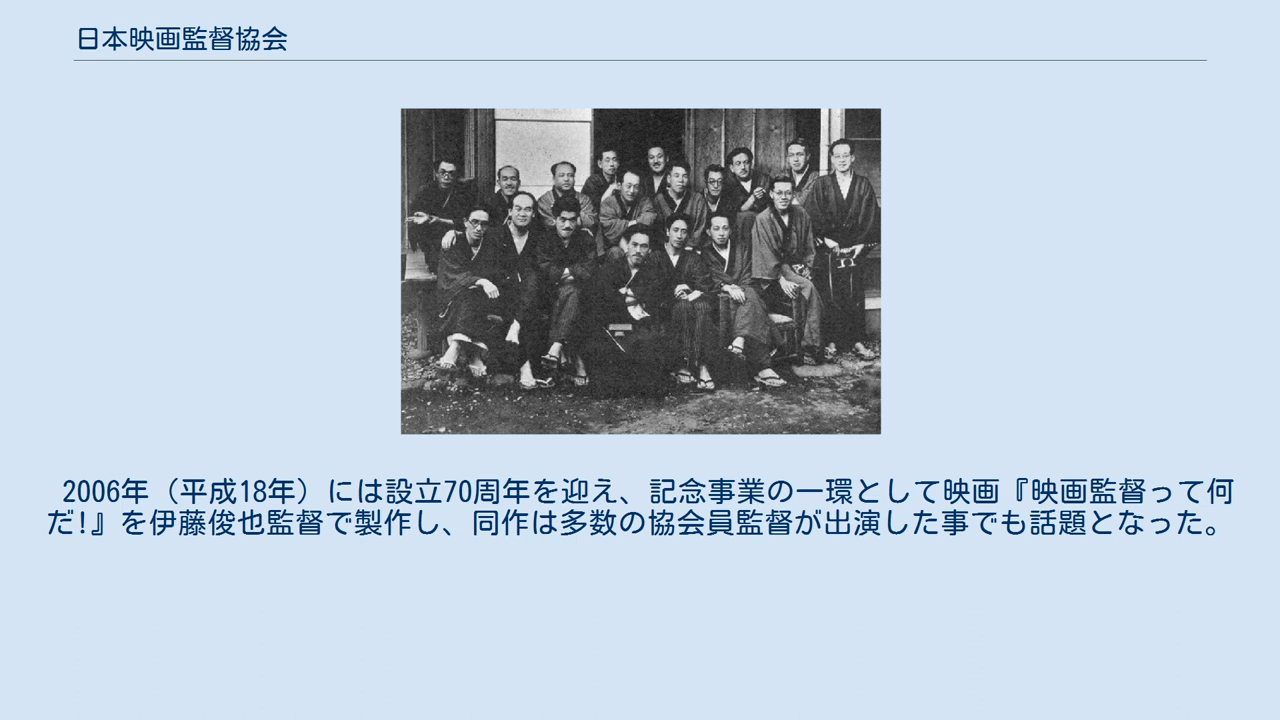 日本映画監督協会
2006年（平成18年）には設立70周年を迎え、記念事業の一環として映画『映画監督って何
だ!』を伊藤俊也監督で製作し、同作は多数の協会員監督が出演した事でも話題となった。